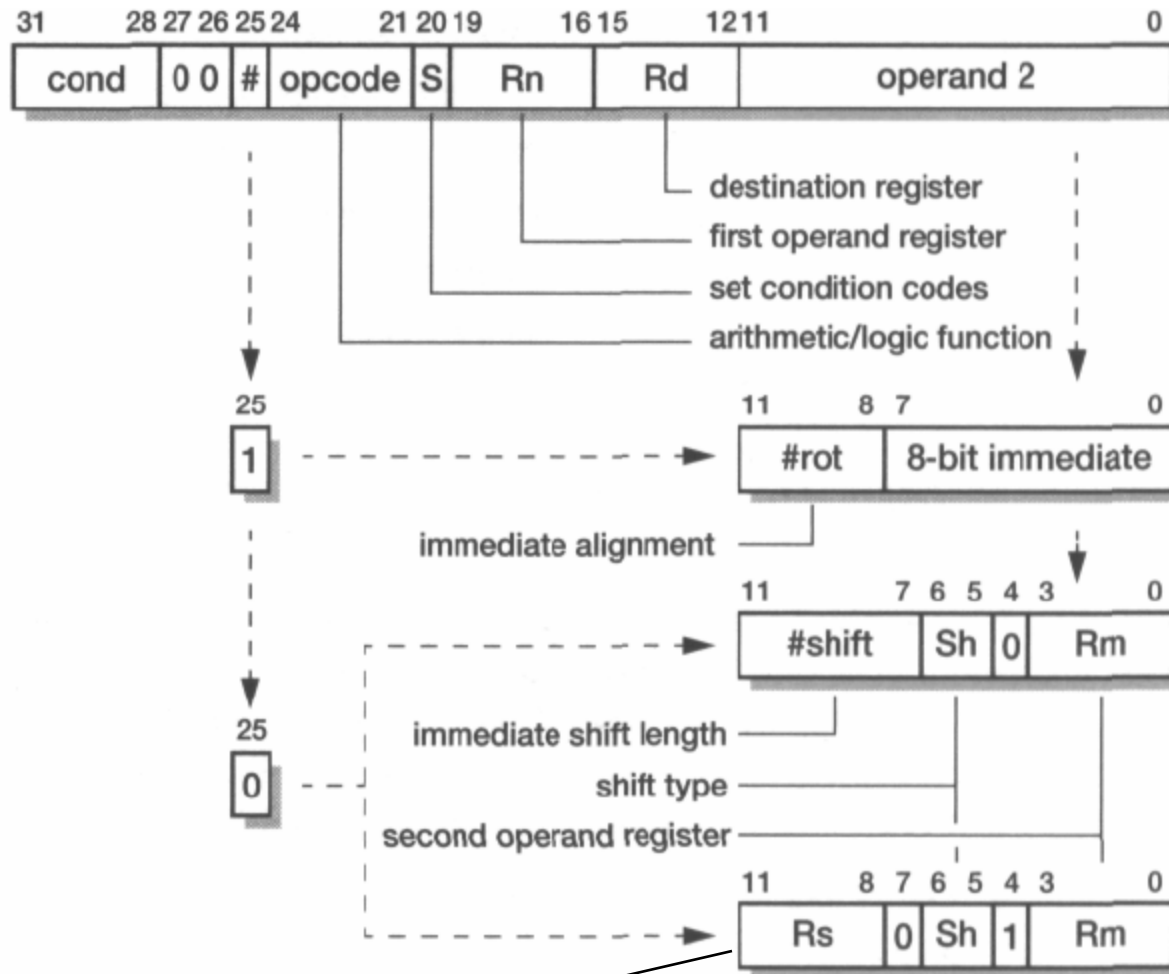 31 28 27 26 25 24 21 20 19 16 15 12 11 0
cond 0 0 # opcode S Rn Rd operand 2
destination register
first operand register
set condition codes
arithmetic/logic function
25 11 8 7 0
1 #rot 8-bit immediate
immediate alignment
11 7 6 5 4 3 0
#shift Sh 0 Rm
25
immediate shift length
0
shift type
second operand register
11 8 7 6 5 4 3 0
Rs 0 Sh 1 Rm